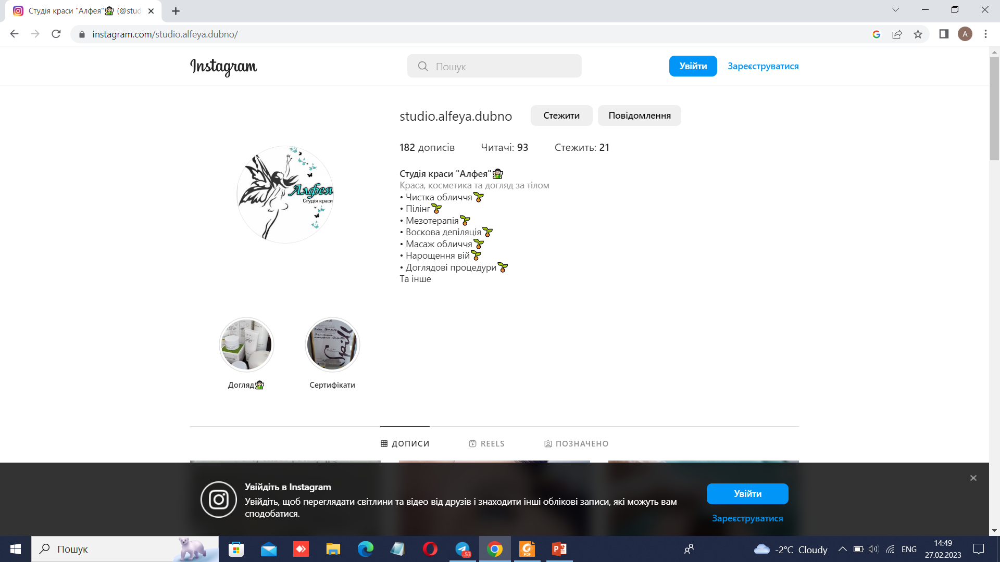 Студія краси "Алфея"🧚🏻 (@stud
instagram.com/studio.alfeya.dubno/
A
Instagram
Пошук
Увійти
Зареєструватися
studio.alfeya.dubno
Стежити
Повідомлення
182 дописів
Читачі: 93
Стежить: 21
Алфея
Студія краси
Студія краси "Алфея"🧚🏻
Краса, косметика та догляд за тілом
• Чистка обличчя🌱
• Пілінг🌱
• Мезотерапія🌱
• Воскова депіляція🌱
• Масаж обличчя🌱
• Нарощення вій🌱
• Доглядові процедури🌱
Та інше
Догляд🧚🏻
Сертифікати
ДОПИСИ
REELS
ПОЗНАЧЕНО
Увійдіть в Instagram
Увійдіть, щоб переглядати світлини та відео від друзів і знаходити інші облікові записи, які можуть вам
сподобатися.
Увійти
Зареєструватися
Пошук
53
PDF
-2°C Cloudy
ENG
14:49
27.02.2023